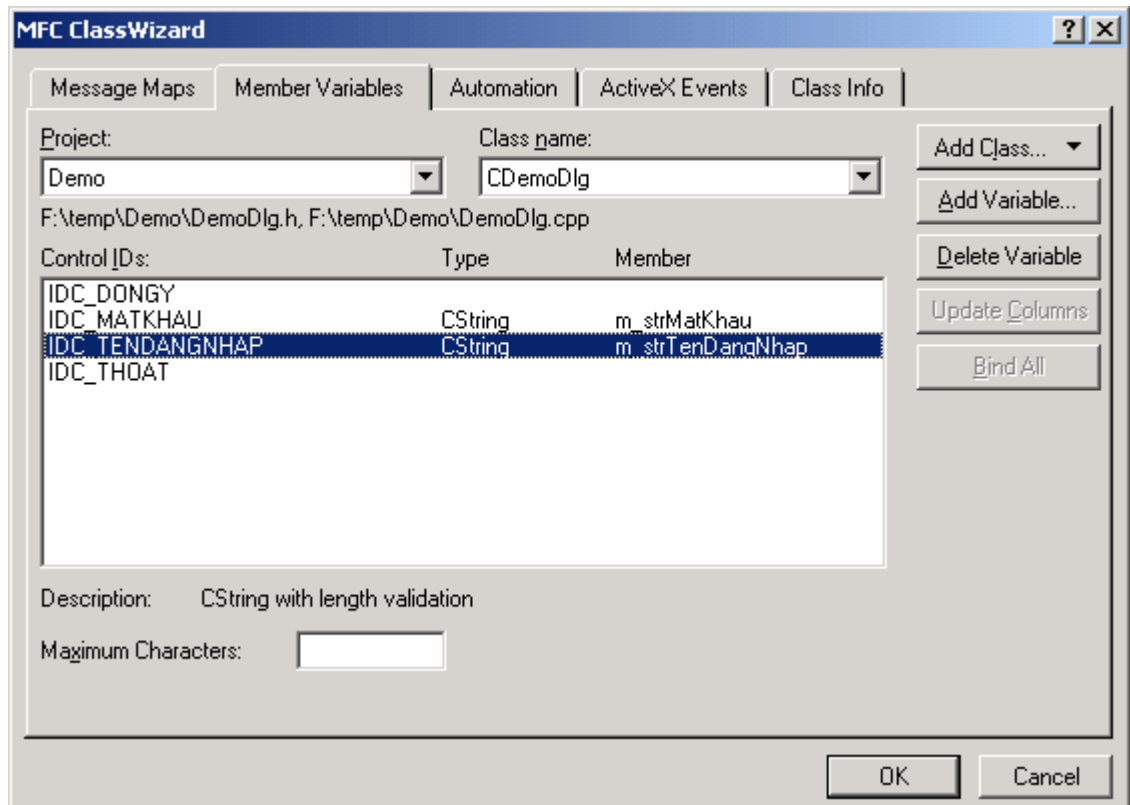 MFC ClassWizard
Message Maps Member Variables Automation ActiveX Events Class Info
Project: Class name:
Add Class...
Demo CDemoDlg
Add Variable...
F:\temp\Demo\DemoDlg.h, F:\temp\Demo\DemoDlg.cpp
Control IDs: Type Member
Delete Variable
IDC_DONGY
IDC_MATKHAU CString m_strMatKhau
Update Columns
IDC_TENDANGNHAP CString m_strTenDangNhap
IDC_THOAT
Bind All
Description: CString with length validation
Maximum Characters:
OK Cancel